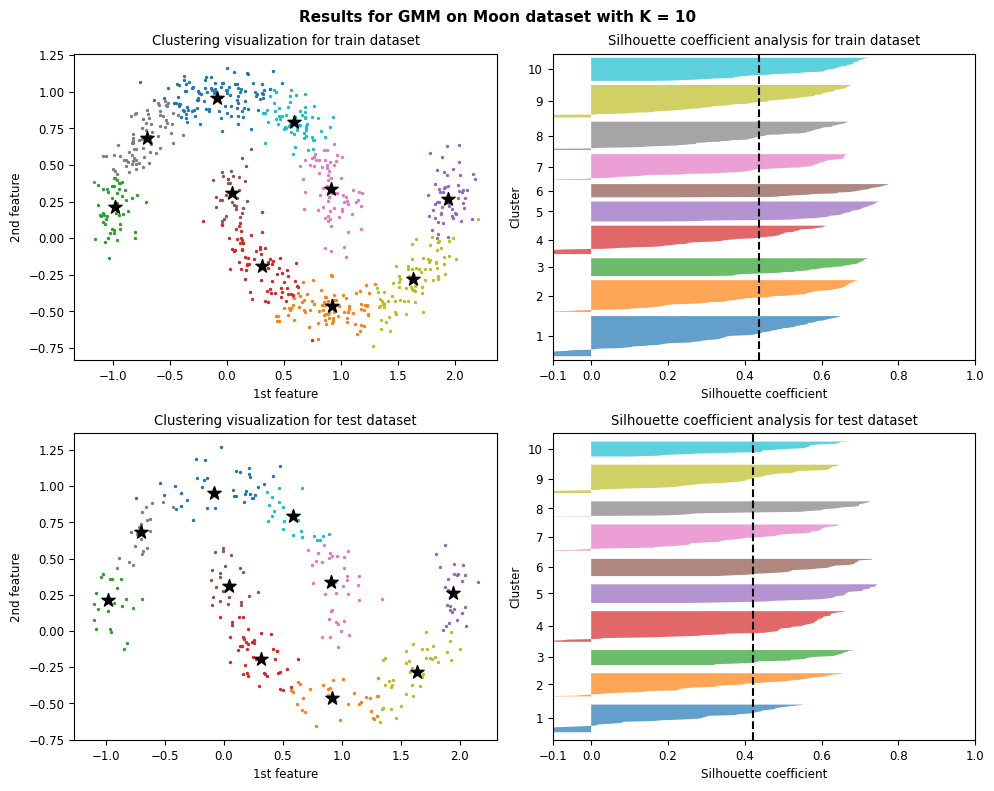 Results for GMM on Moon dataset with K = 10
Clustering visualization for train dataset
1.25
1.00
0.75
0.50
0.25
0.00
−0.25
−0.50
−0.75
2nd feature
−1.0 −0.5 0.0 0.5 1.0 1.5 2.0
1st feature
Silhouette coefficient analysis for train dataset
10
9
8
7
6
5
4
3
2
1
Cluster
−0.1 0.0 0.2 0.4 0.6 0.8 1.0
Silhouette coefficient
Clustering visualization for test dataset
1.25
1.00
0.75
0.50
0.25
0.00
−0.25
−0.50
−0.75
2nd feature
−1.0 −0.5 0.0 0.5 1.0 1.5 2.0
1st feature
Silhouette coefficient analysis for test dataset
10
9
8
7
6
5
4
3
2
1
Cluster
−0.1 0.0 0.2 0.4 0.6 0.8 1.0
Silhouette coefficient